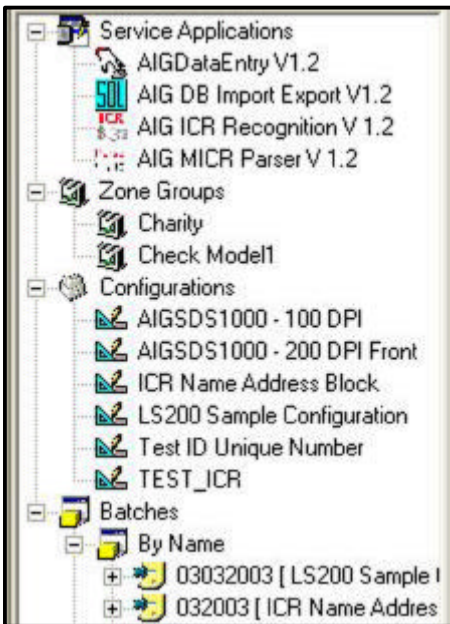 Service Applications
AIGDataEntry V1.2
SQL AIG DB Import Export V1.2
ICR AIG ICR Recognition V 1.2
AIG MICR Parser V 1.2
Zone Groups
Charity
Check Model1
Configurations
AIGSDS1000 - 100 DPI
AIGSDS1000 - 200 DPI Front
ICR Name Address Block
LS200 Sample Configuration
Test ID Unique Number
TEST_ICR
Batches
By Name
03032003 [ LS200 Sample
032003 [ ICR Name Addres